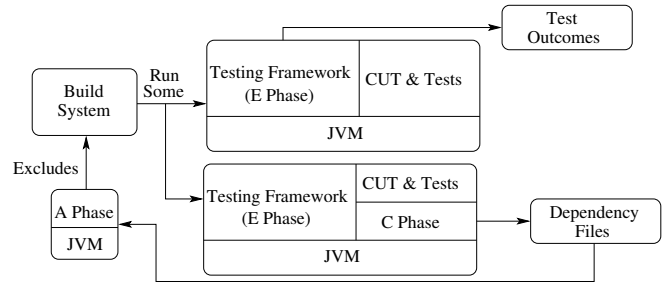 Test
Outcomes
Testing Framework
(E Phase)
CUT & Tests
JVM
Build
System
Run
Some
Excludes
A Phase
JVM
Testing Framework
(E Phase)
CUT & Tests
C Phase
JVM
Dependency
Files